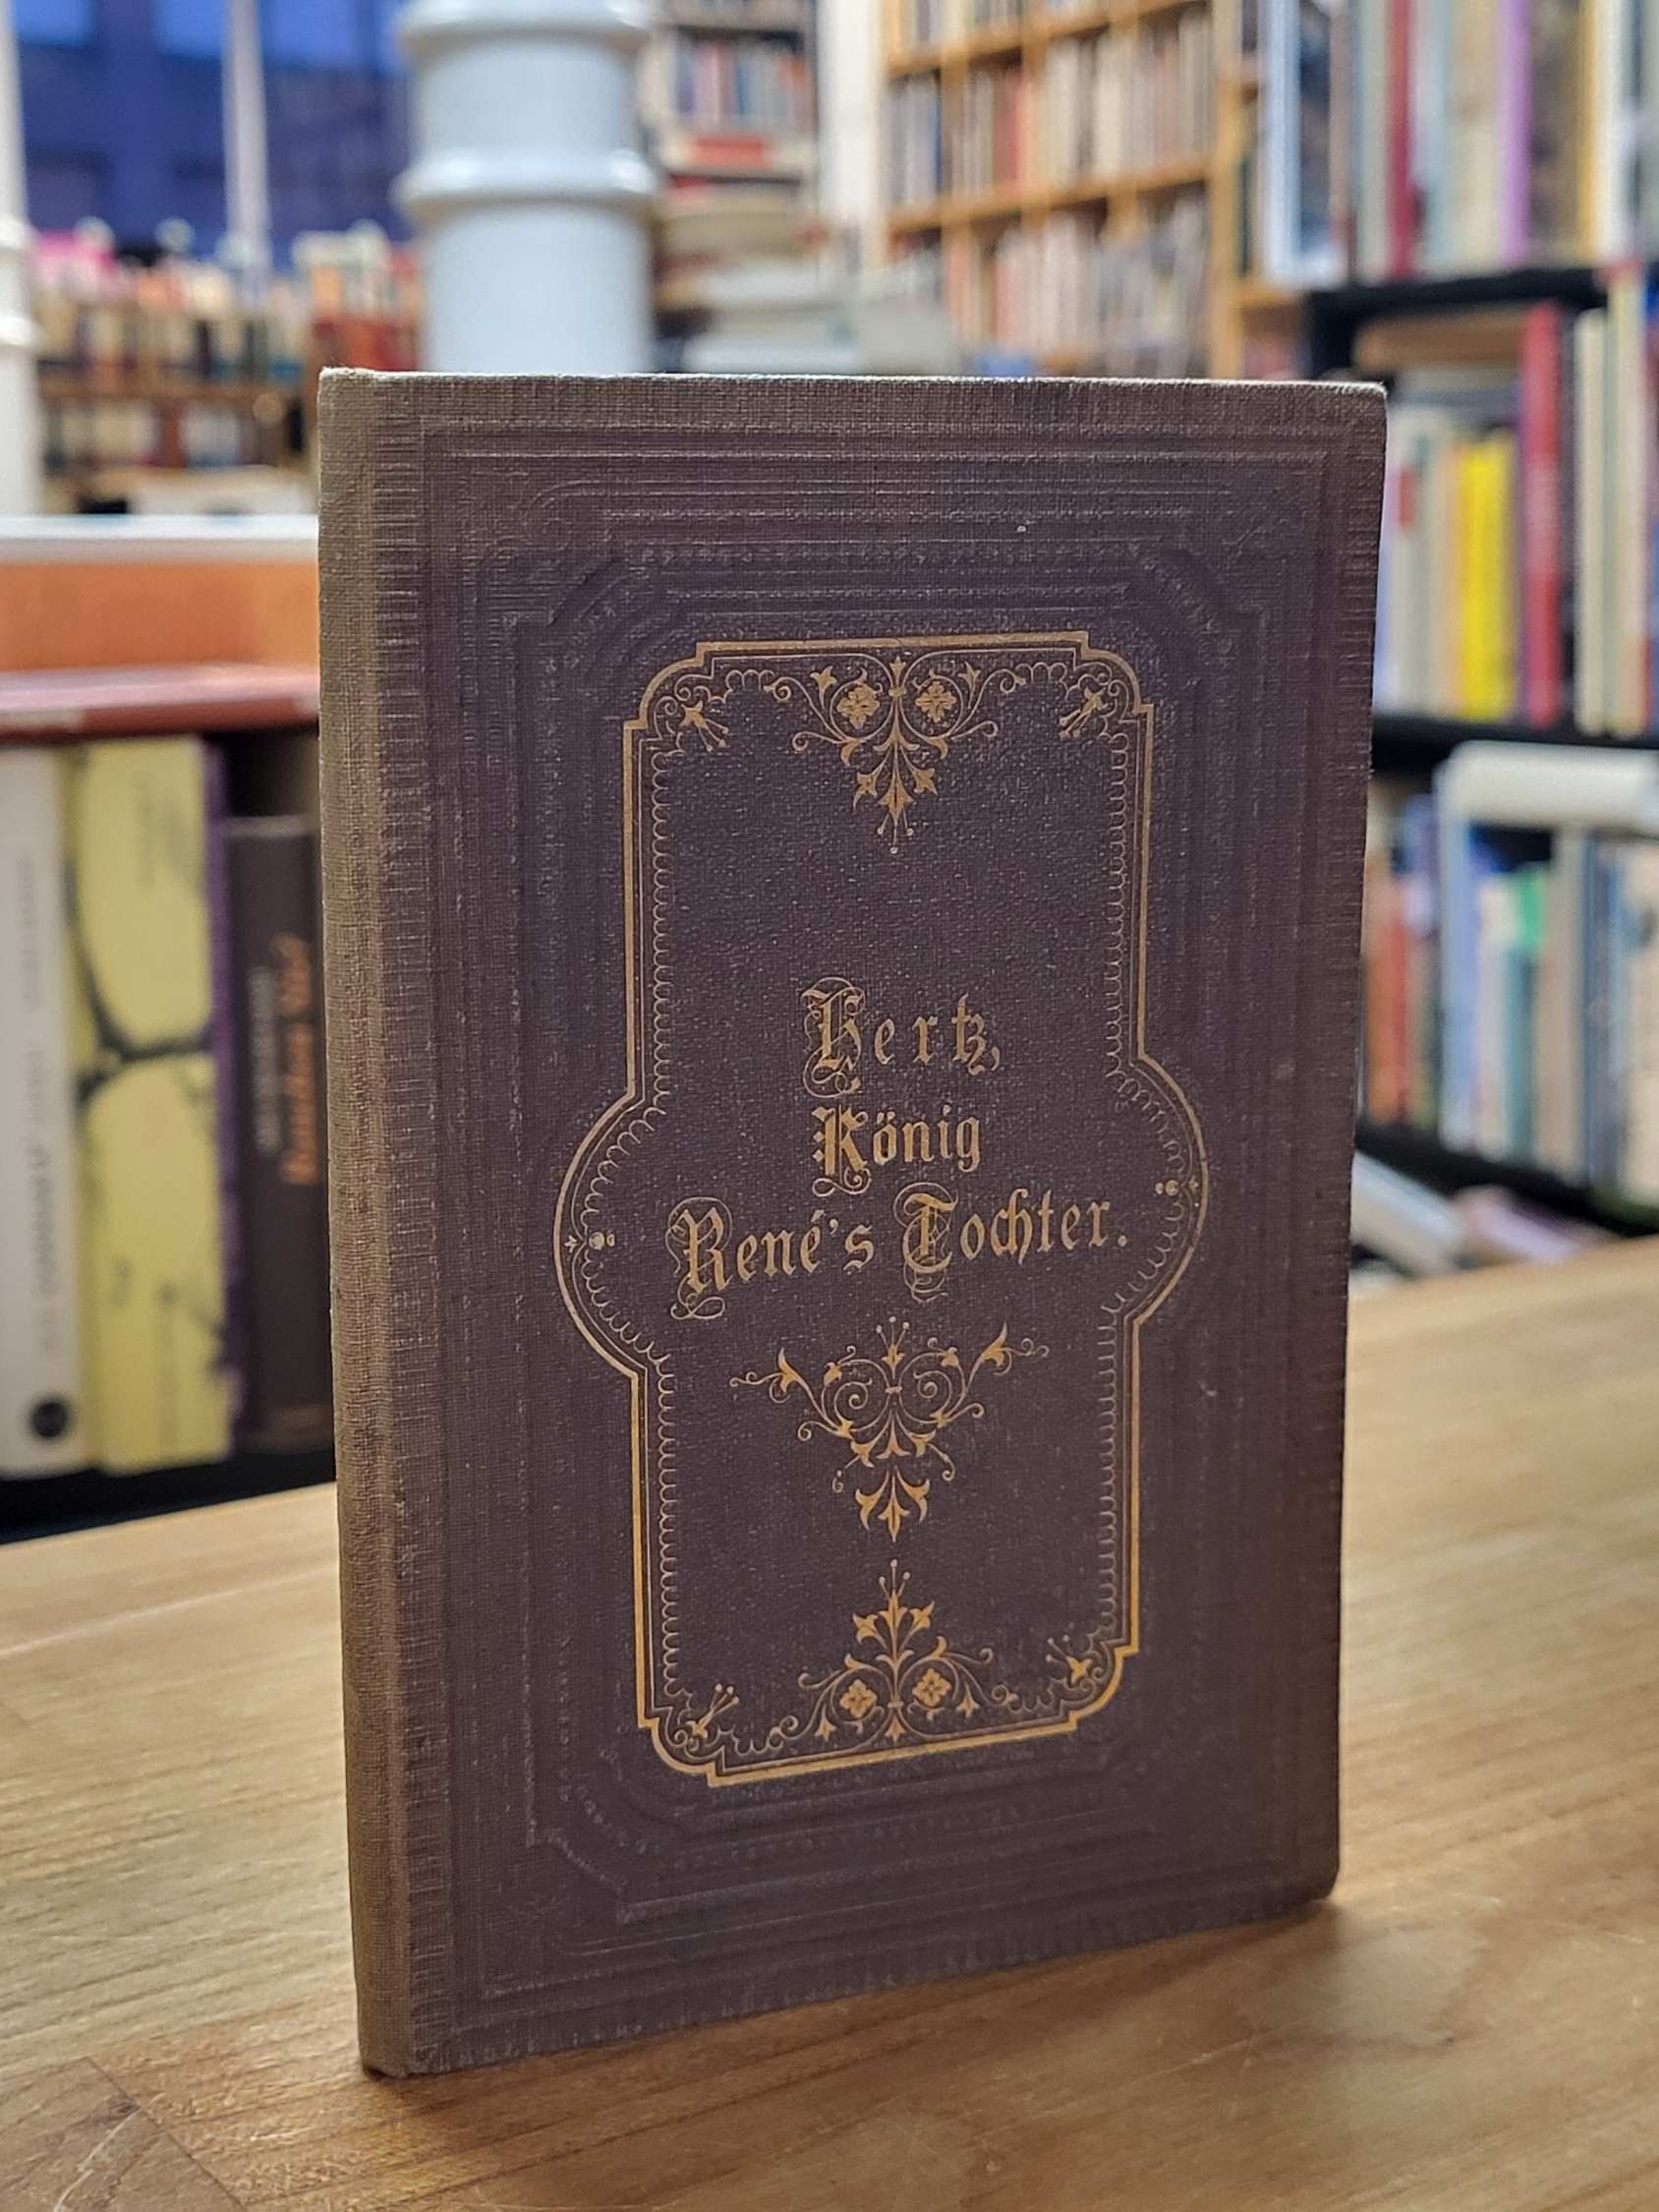 Hertz,
König
René's Tochter.